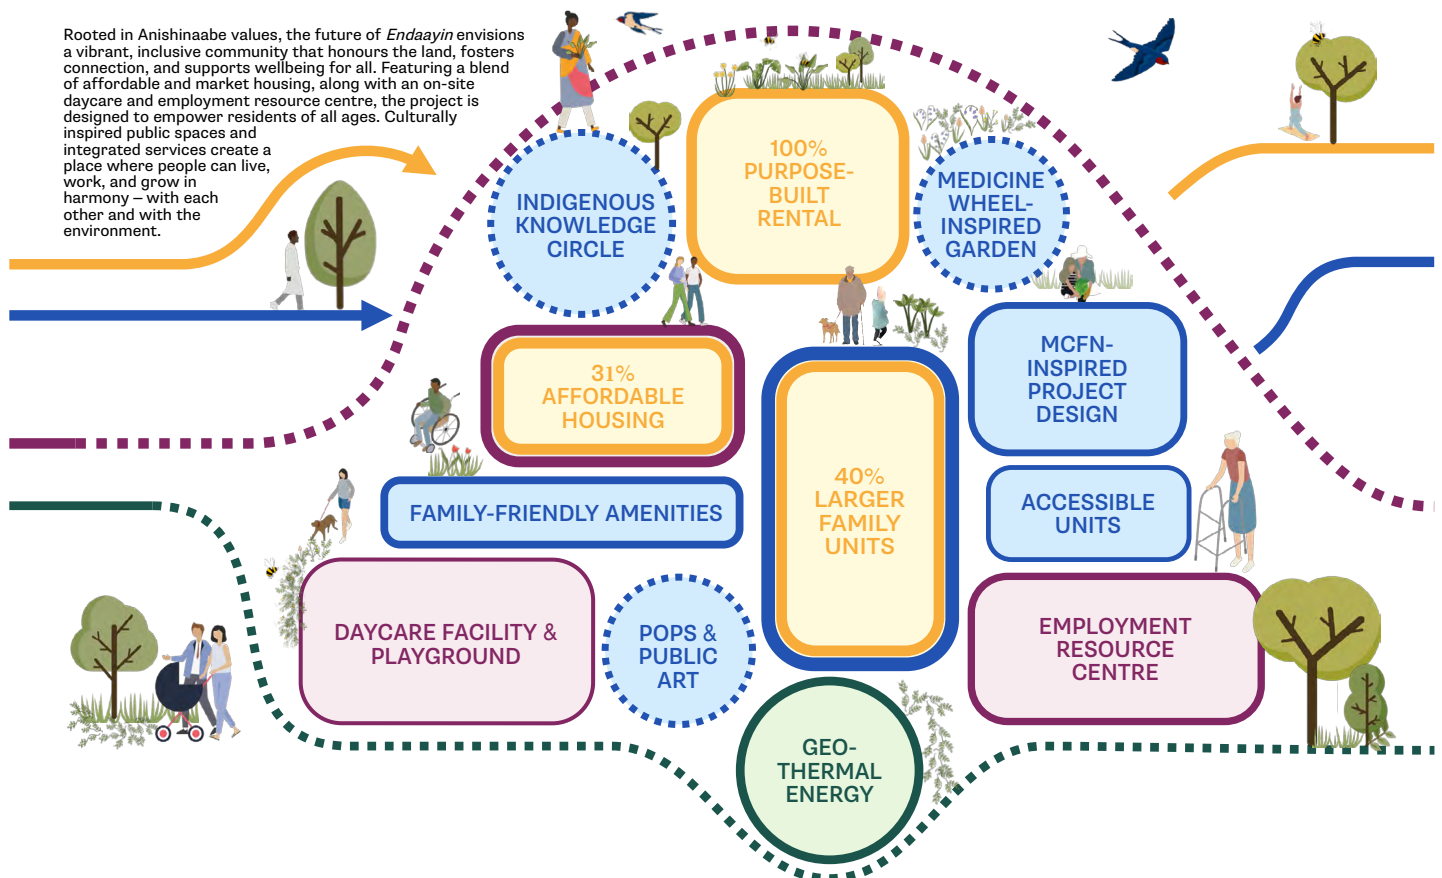 Rooted in Anishinaabe values, the future of Endaayin envisions
a vibrant, inclusive community that honours the land, fosters
connection, and supports wellbeing for all. Featuring a blend
of affordable and market housing, along with an on-site
daycare and employment resource centre, the project is
designed to empower residents of all ages. Culturally
inspired public spaces and
integrated services create a
place where people can live,
work, and grow in
harmony – with each
other and with the
environment.
INDIGENOUS
KNOWLEDGE
CIRCLE
100%
PURPOSE-
BUILT
RENTAL
MEDICINE
WHEEL-
INSPIRED
GARDEN
31%
AFFORDABLE
HOUSING
MCFN-
INSPIRED
PROJECT
DESIGN
40%
LARGER
FAMILY
UNITS
FAMILY-FRIENDLY AMENITIES
ACCESSIBLE
UNITS
DAYCARE FACILITY &
PLAYGROUND
POPS &
PUBLIC
ART
EMPLOYMENT
RESOURCE
CENTRE
GEO-
THERMAL
ENERGY